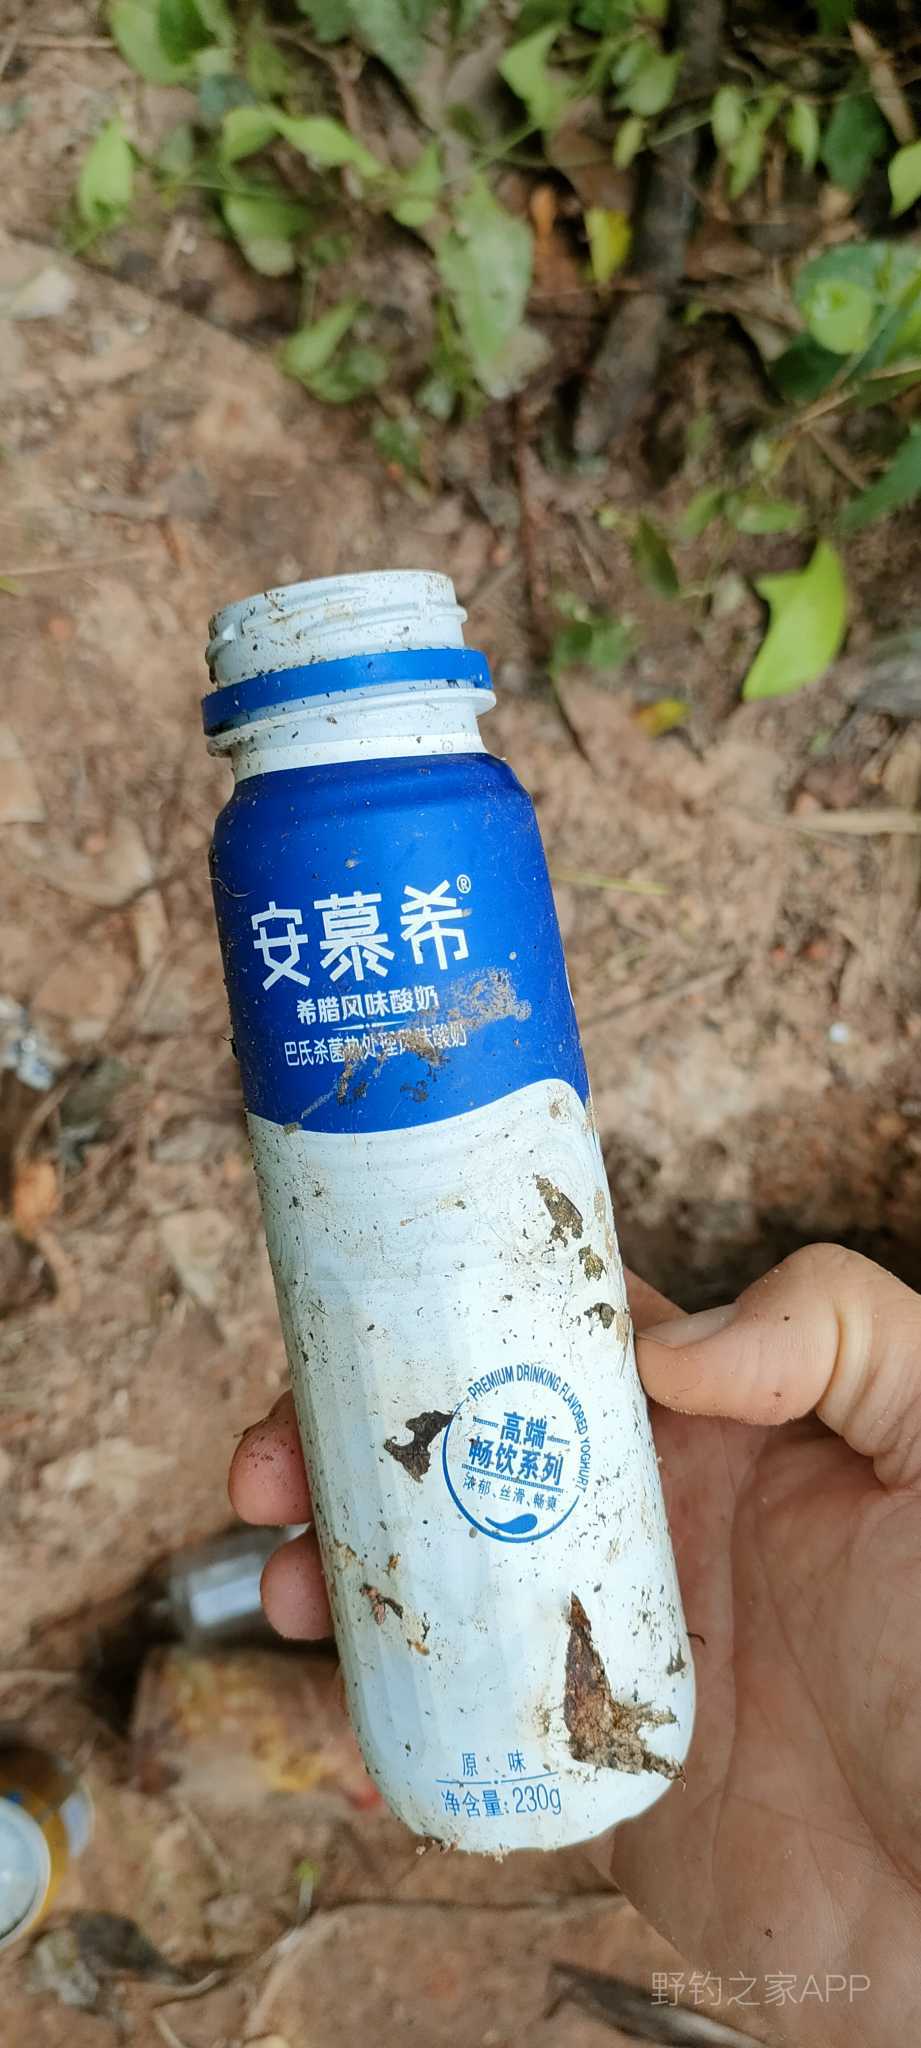 安慕希®
希腊风味酸奶
巴氏杀菌热处理风味酸奶
PREMIUM DRINKING FLAVORED YOGHURT
高端
畅饮系列
浓郁、丝滑、畅爽
原味
净含量:230g
野钓之家APP